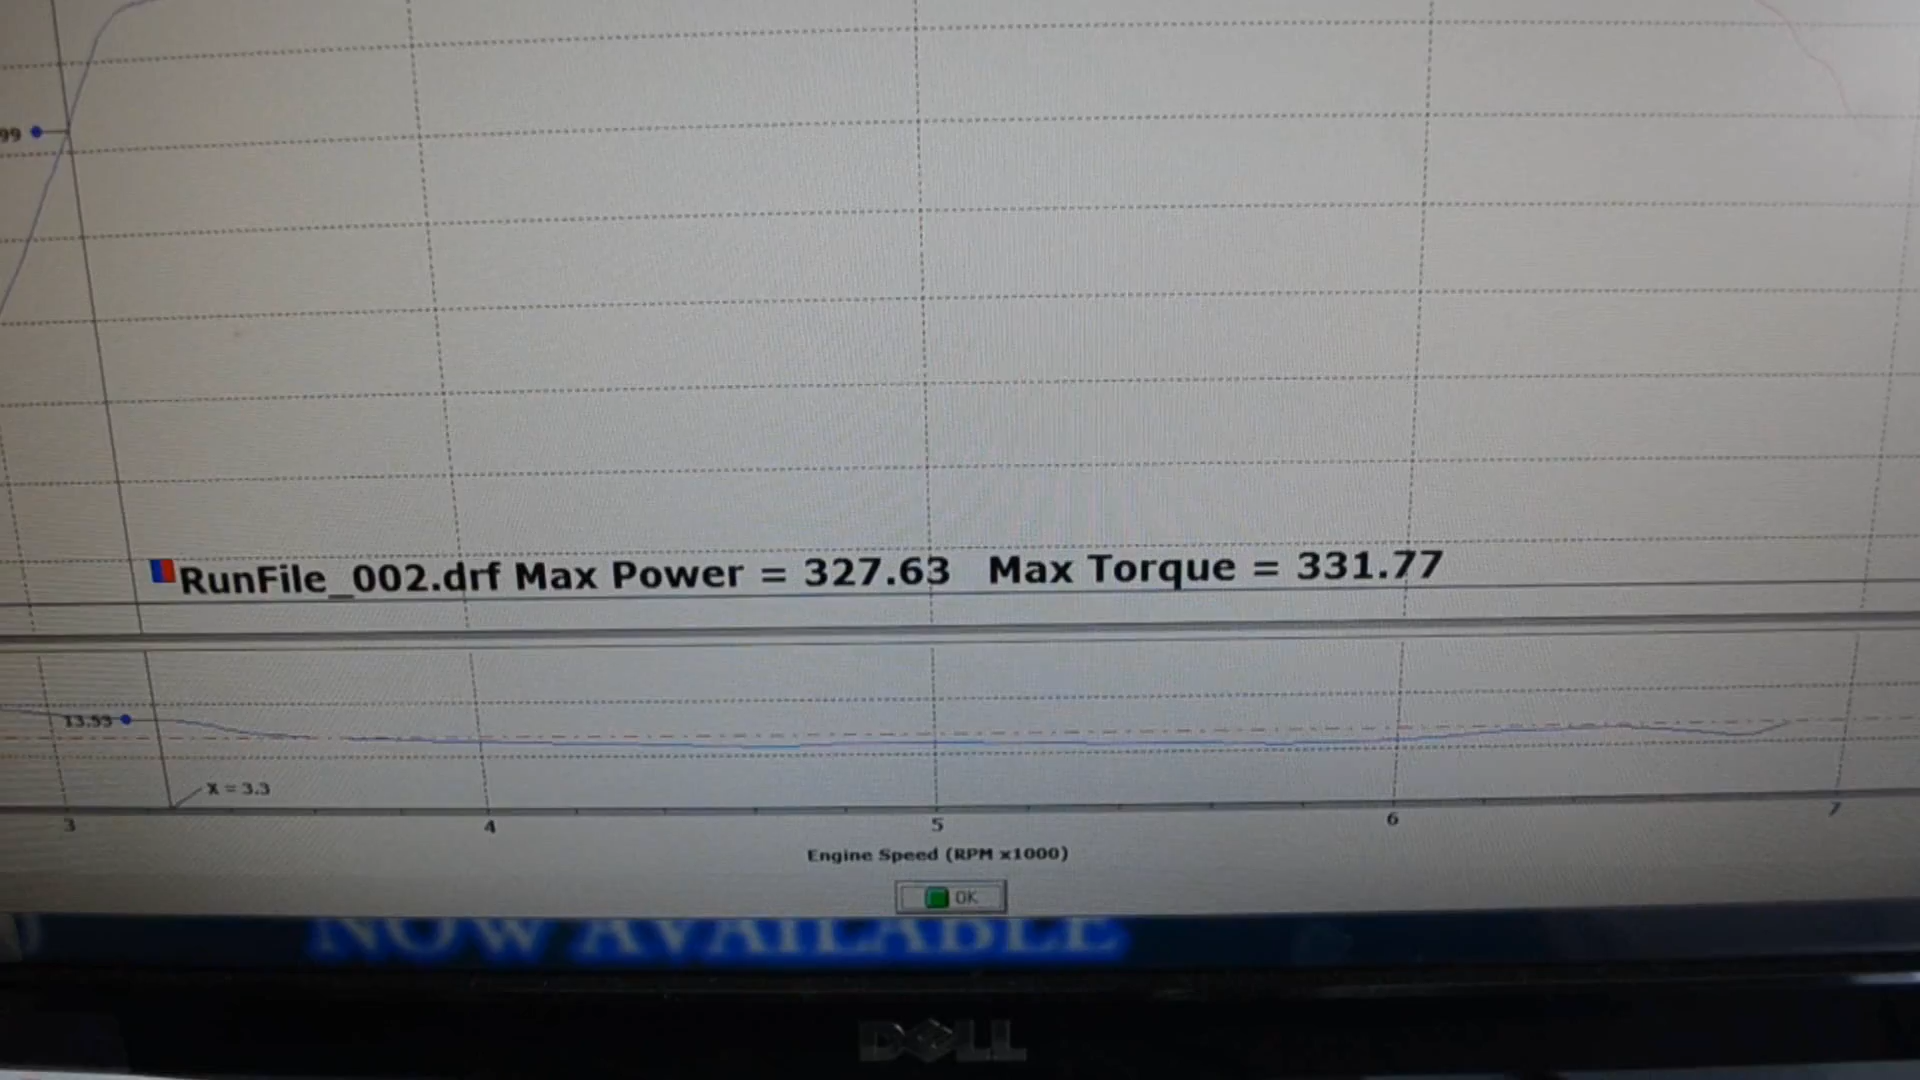 99
RunFile_002.drf Max Power = 327.63 Max Torque = 331.77
13.53
X = 3.3
3 4 5 6 7
Engine Speed (RPM x1000)
OK
NOW AVAILABLE
DELL